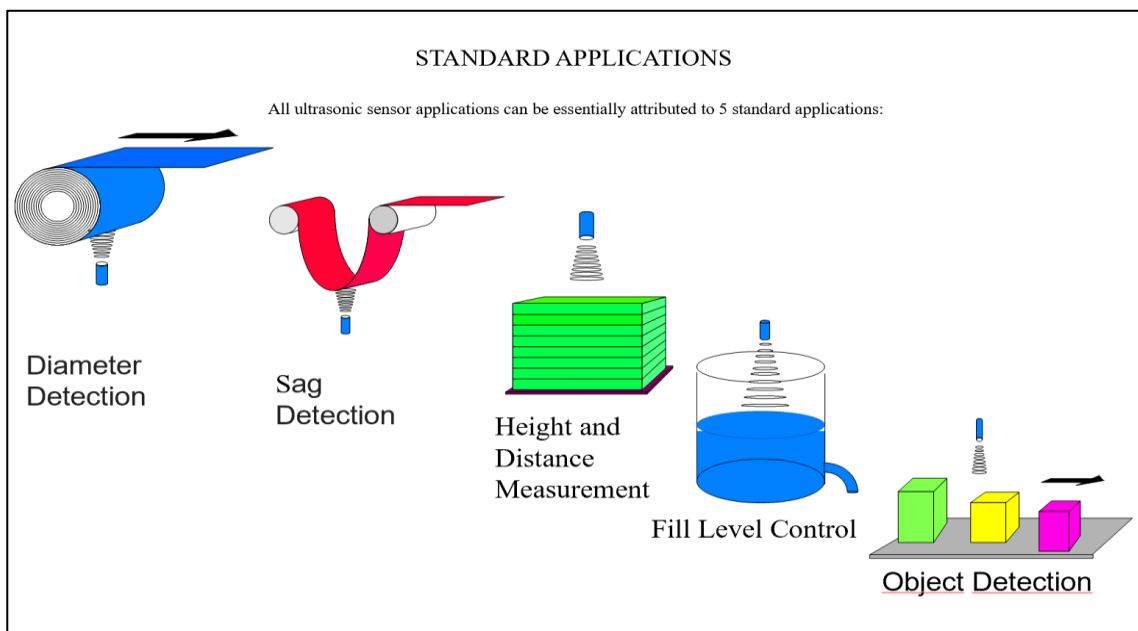 STANDARD APPLICATIONS
All ultrasonic sensor applications can be essentially attributed to 5 standard applications:
Diameter
Detection
Sag
Detection
Height and
Distance
Measurement
Fill Level Control
Object Detection